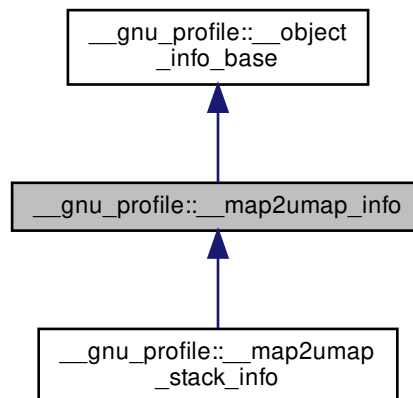 __gnu_profile::__object
_info_base
__gnu_profile::__map2umap_info
__gnu_profile::__map2umap
_stack_info